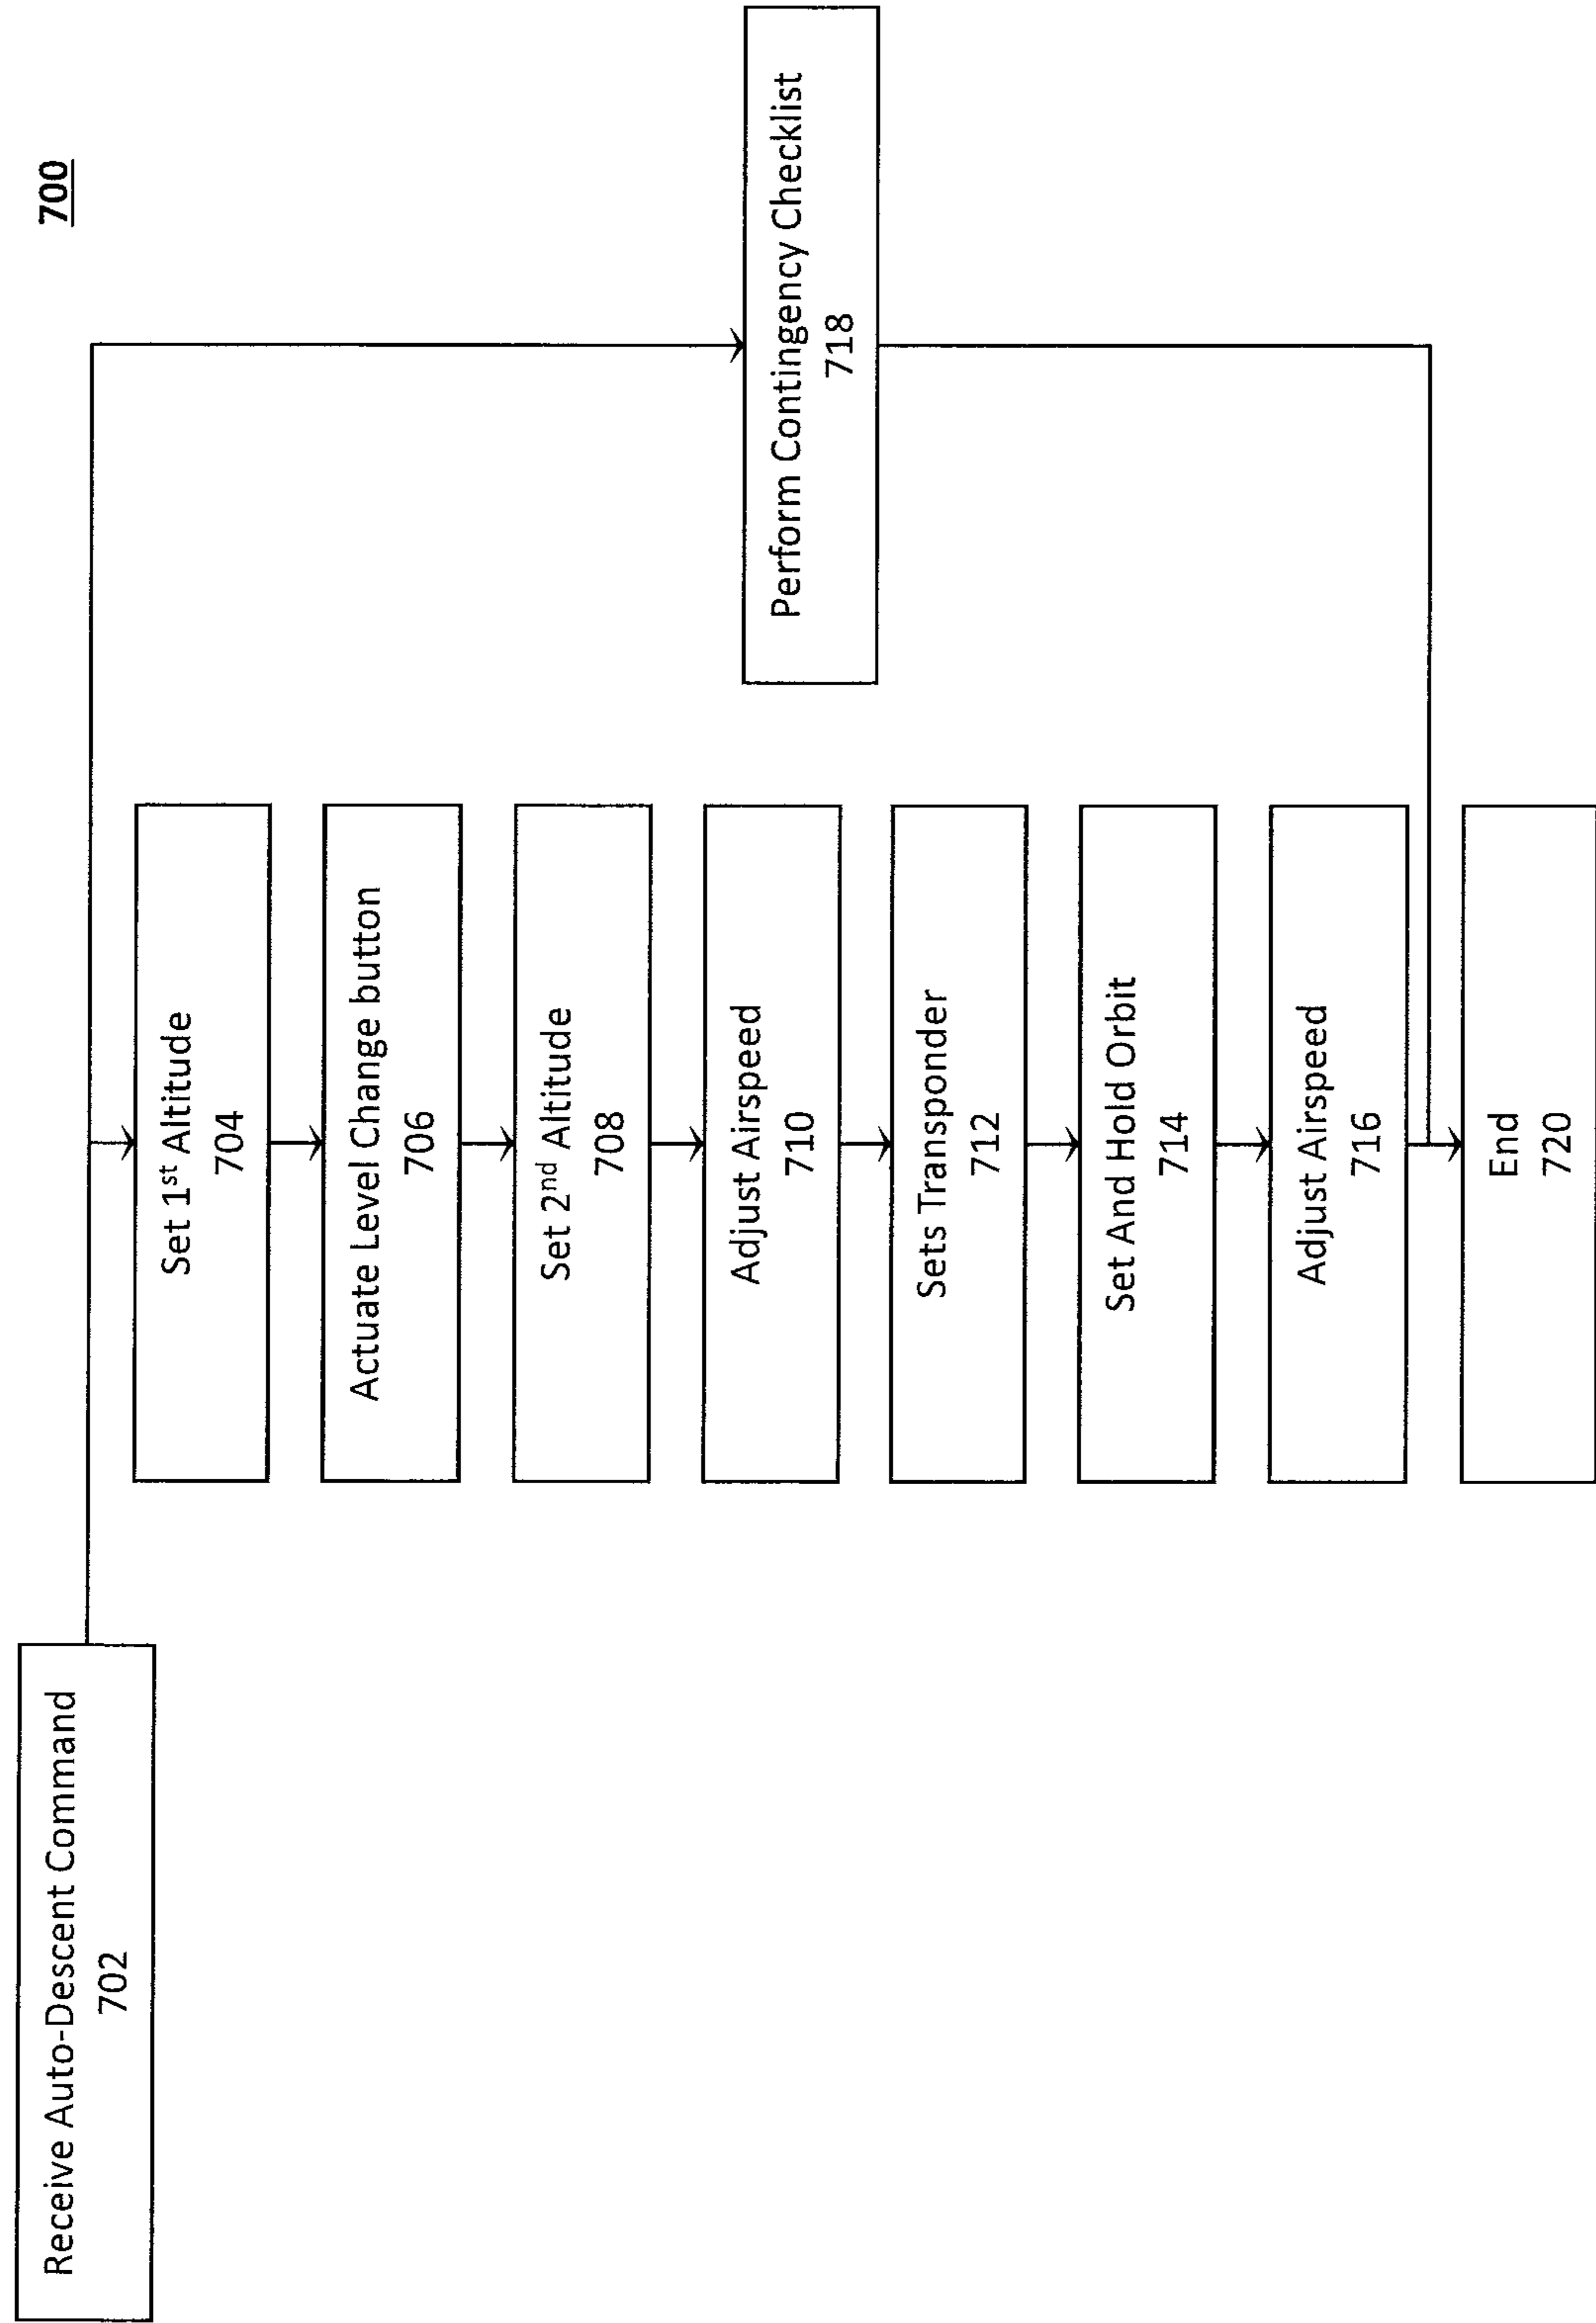 700
Receive Auto-Descent Command
702
Set 1st Altitude
704
Actuate Level Change button
706
Set 2nd Altitude
708
Adjust Airspeed
710
Sets Transponder
712
Set And Hold Orbit
714
Adjust Airspeed
716
Perform Contingency Checklist
718
End
720